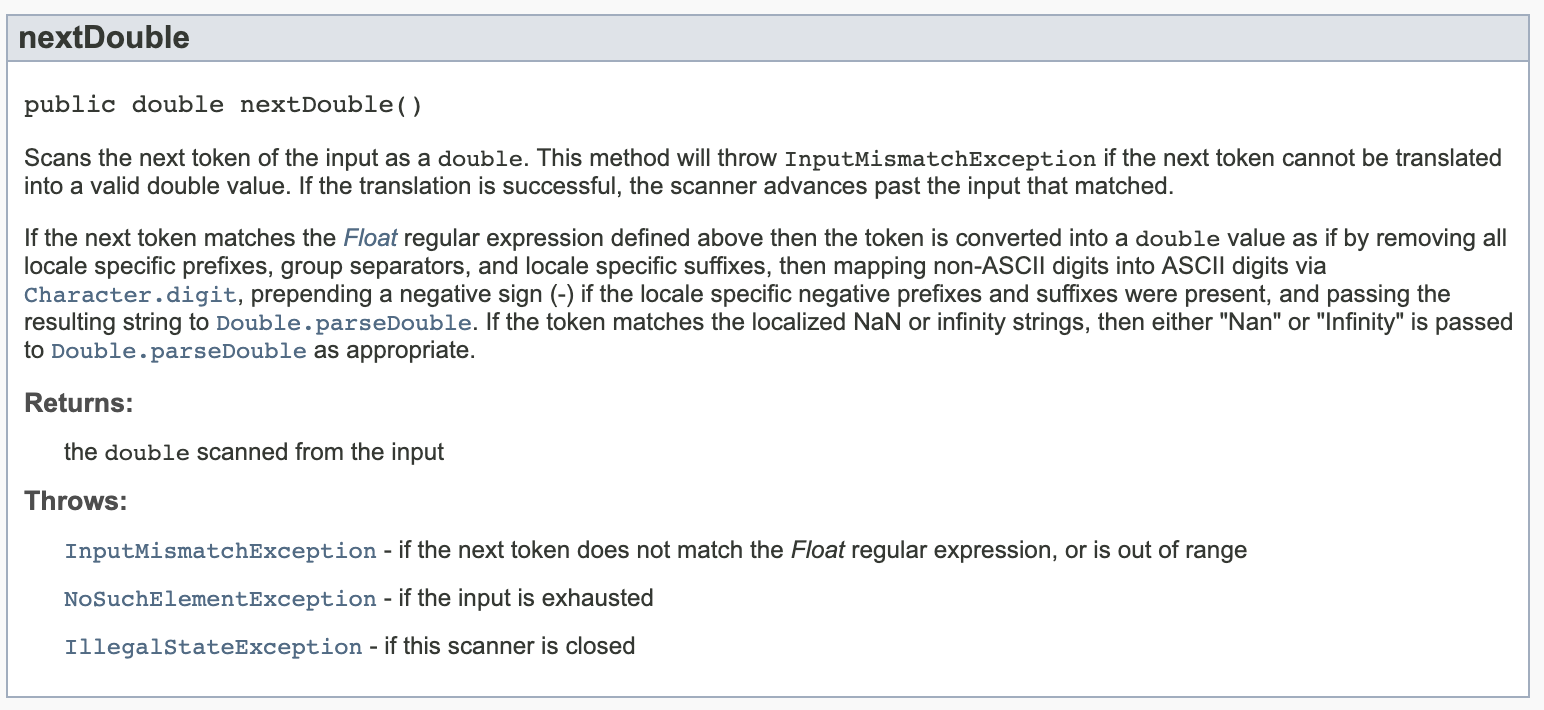 nextDouble
public double nextDouble()
Scans the next token of the input as a double. This method will throw InputMismatchException if the next token cannot be translated
into a valid double value. If the translation is successful, the scanner advances past the input that matched.
If the next token matches the Float regular expression defined above then the token is converted into a double value as if by removing all
locale specific prefixes, group separators, and locale specific suffixes, then mapping non-ASCII digits into ASCII digits via
Character.digit, prepending a negative sign (-) if the locale specific negative prefixes and suffixes were present, and passing the
resulting string to Double.parseDouble. If the token matches the localized NaN or infinity strings, then either "Nan" or "Infinity" is passed
to Double.parseDouble as appropriate.
Returns:
the double scanned from the input
Throws:
InputMismatchException - if the next token does not match the Float regular expression, or is out of range
NoSuchElementException - if the input is exhausted
IllegalStateException - if this scanner is closed